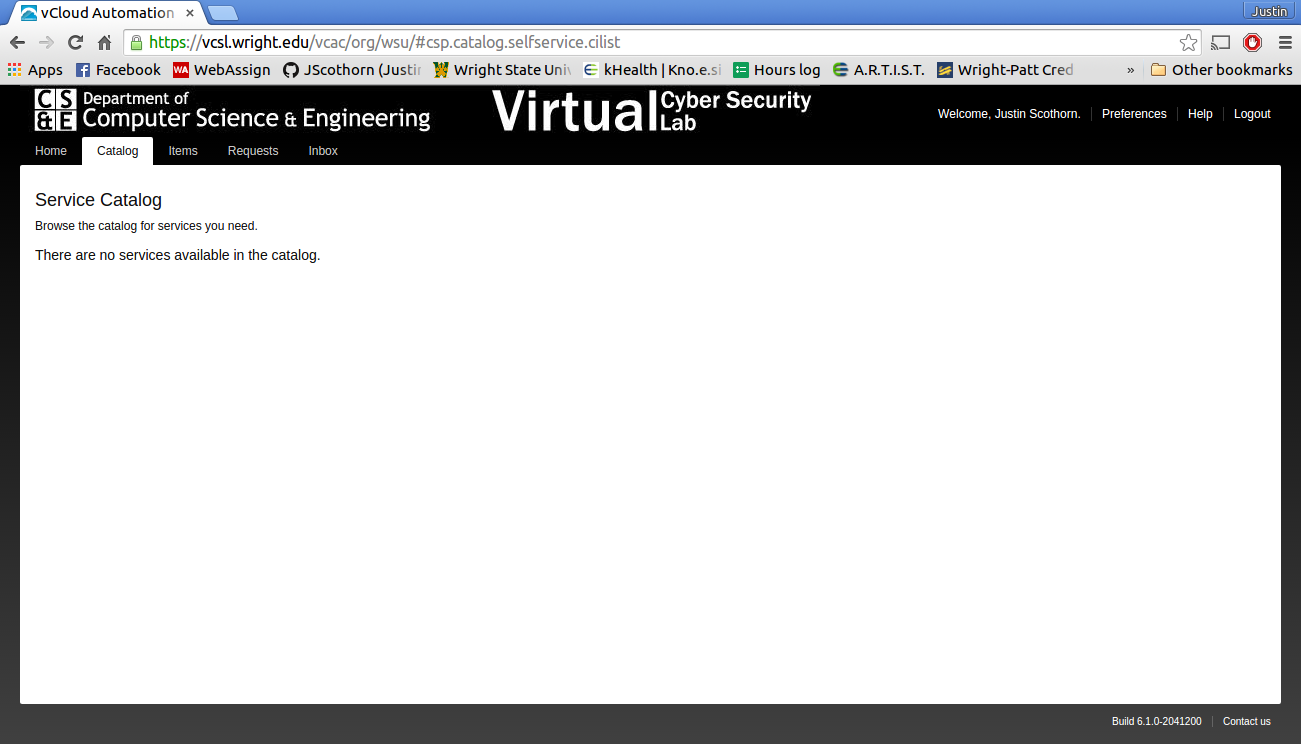 vCloud Automation
Justin
https://vcsl.wright.edu/vcac/org/wsu/#csp.catalog.selfservice.cilist
Apps Facebook WA WebAssign JScothorn (Justin Wright State Univ kHealth | Kno.e.si Hours log A.R.T.I.S.T. Wright-Patt Cred » Other bookmarks
CS&E Department of Computer Science & Engineering
Virtual Cyber Security Lab
Welcome, Justin Scothorn. Preferences Help Logout
Home Catalog Items Requests Inbox
Service Catalog
Browse the catalog for services you need.
There are no services available in the catalog.
Build 6.1.0-2041200 Contact us